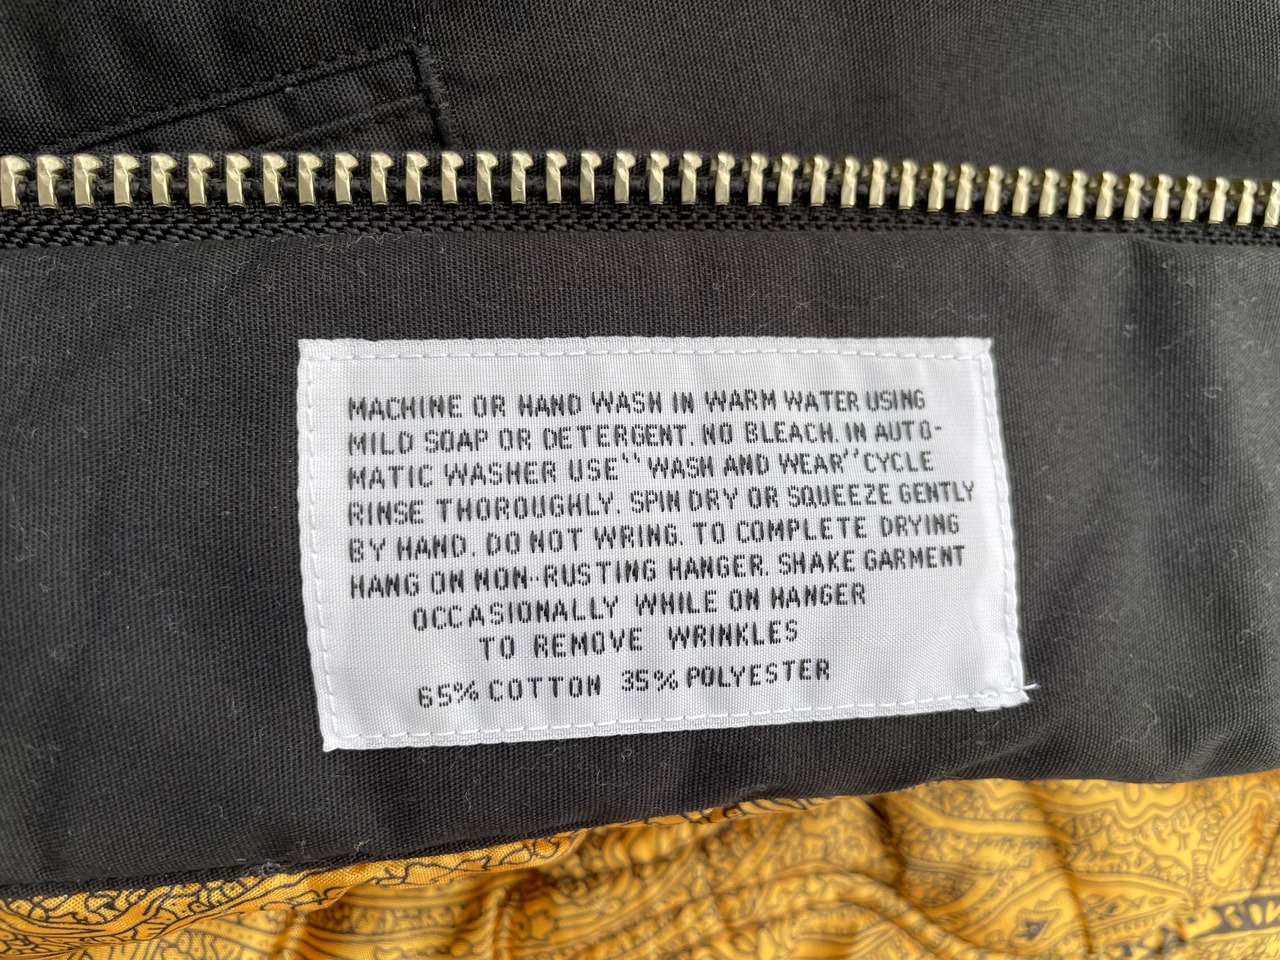 MACHINE OR HAND WASH IN WARM WATER USING
MILD SOAP OR DETERGENT. NO BLEACH. IN AUTO-
MATIC WASHER USE'' WASH AND WEAR'' CYCLE
RINSE THOROUGHLY. SPIN DRY OR SQUEEZE GENTLY
BY HAND. DO NOT WRING. TO COMPLETE DRYING
HANG ON NON-RUSTING HANGER. SHAKE GARMENT
OCCASIONALLY WHILE ON HANGER
TO REMOVE WRINKLES
65% COTTON 35% POLYESTER